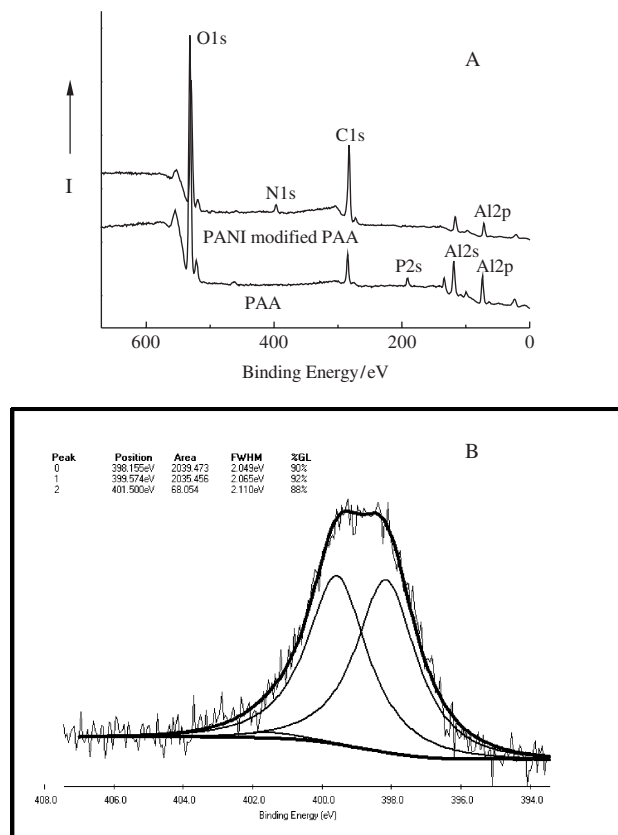 O1s
A
C1s
I
N1s
Al2p
PANI modified PAA
Al2s
P2s
Al2p
PAA
600 400 200 0
Binding Energy/eV
B
Peak Position Area FWHM %GL
0 398.155eV 2039.473 2.049eV 90%
1 399.574eV 2035.456 2.065eV 92%
2 401.500eV 68.054 2.110eV 88%
408.0 406.0 404.0 402.0 400.0 398.0 396.0 394.0
Binding Energy (eV)